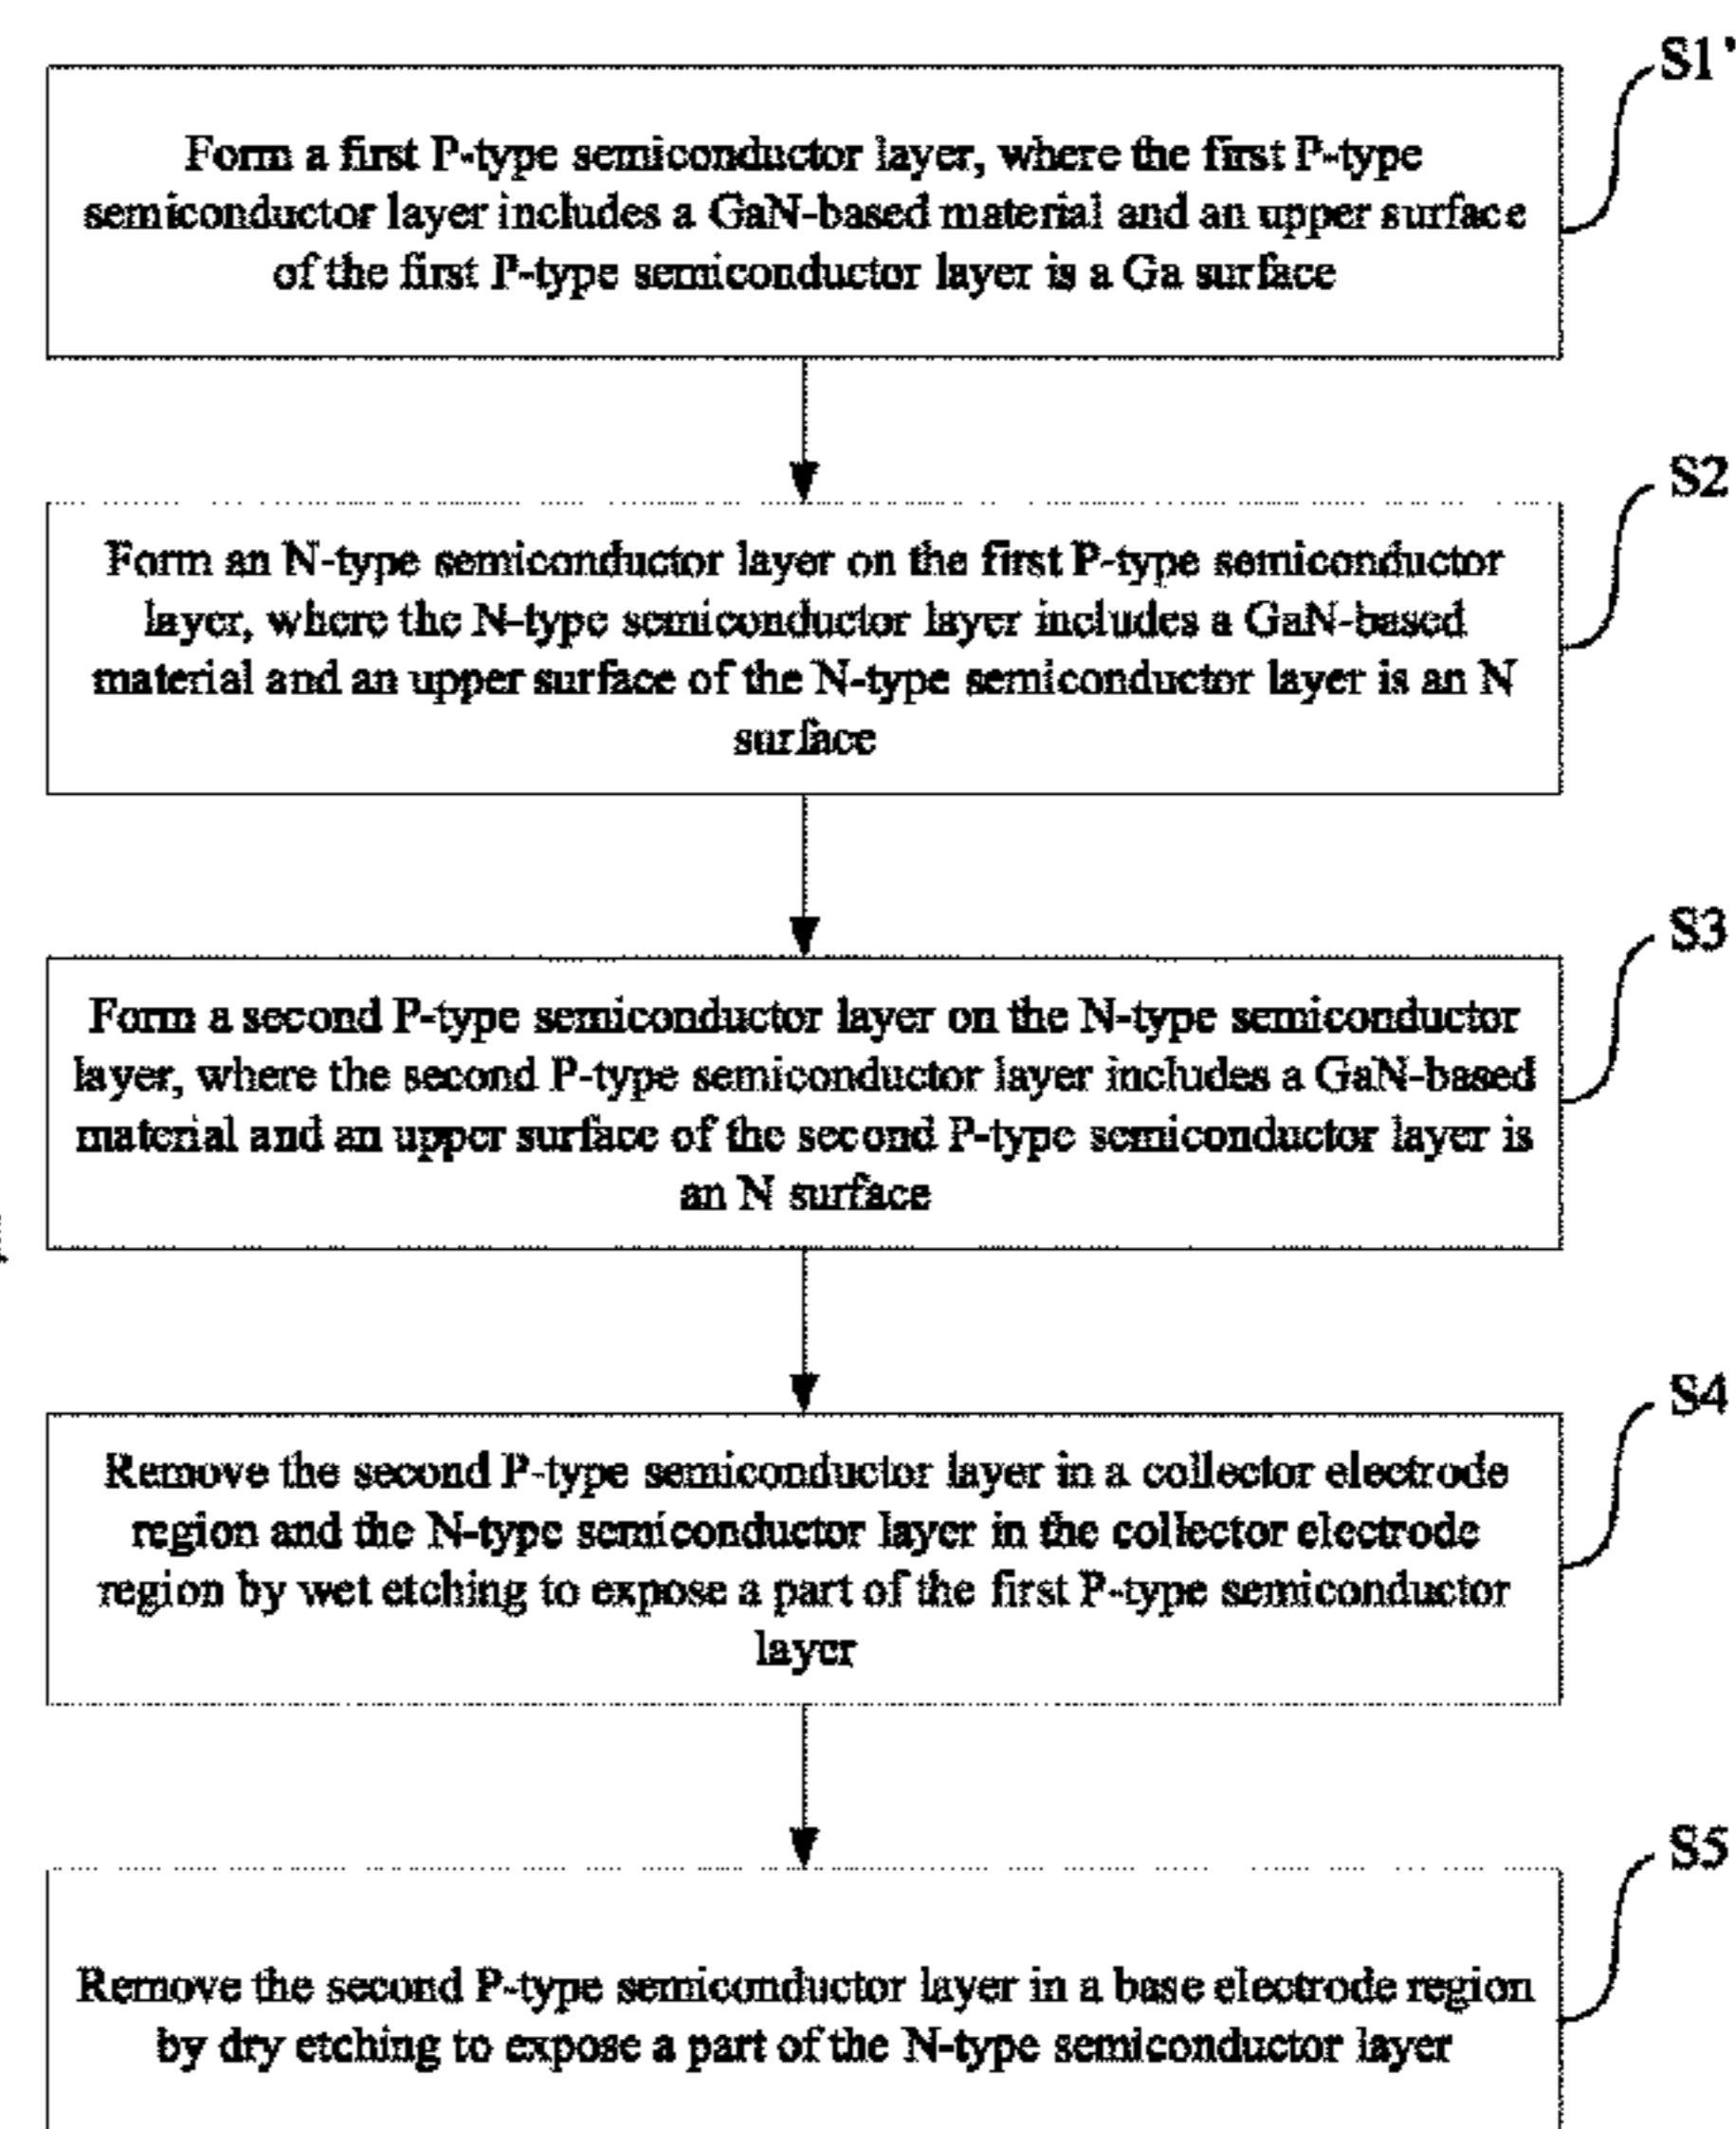 S1'
Form a first P-type semiconductor layer, where the first P-type
semiconductor layer includes a GaN-based material and an upper surface
of the first P-type semiconductor layer is a Ga surface
S2
Form an N-type semiconductor layer on the first P-type semiconductor
layer, where the N-type semiconductor layer includes a GaN-based
material and an upper surface of the N-type semiconductor layer is an N
surface
S3
Form a second P-type semiconductor layer on the N-type semiconductor
layer, where the second P-type semiconductor layer includes a GaN-based
material and an upper surface of the second P-type semiconductor layer is
an N surface
S4
Remove the second P-type semiconductor layer in a collector electrode
region and the N-type semiconductor layer in the collector electrode
region by wet etching to expose a part of the first P-type semiconductor
layer
S5
Remove the second P-type semiconductor layer in a base electrode region
by dry etching to expose a part of the N-type semiconductor layer